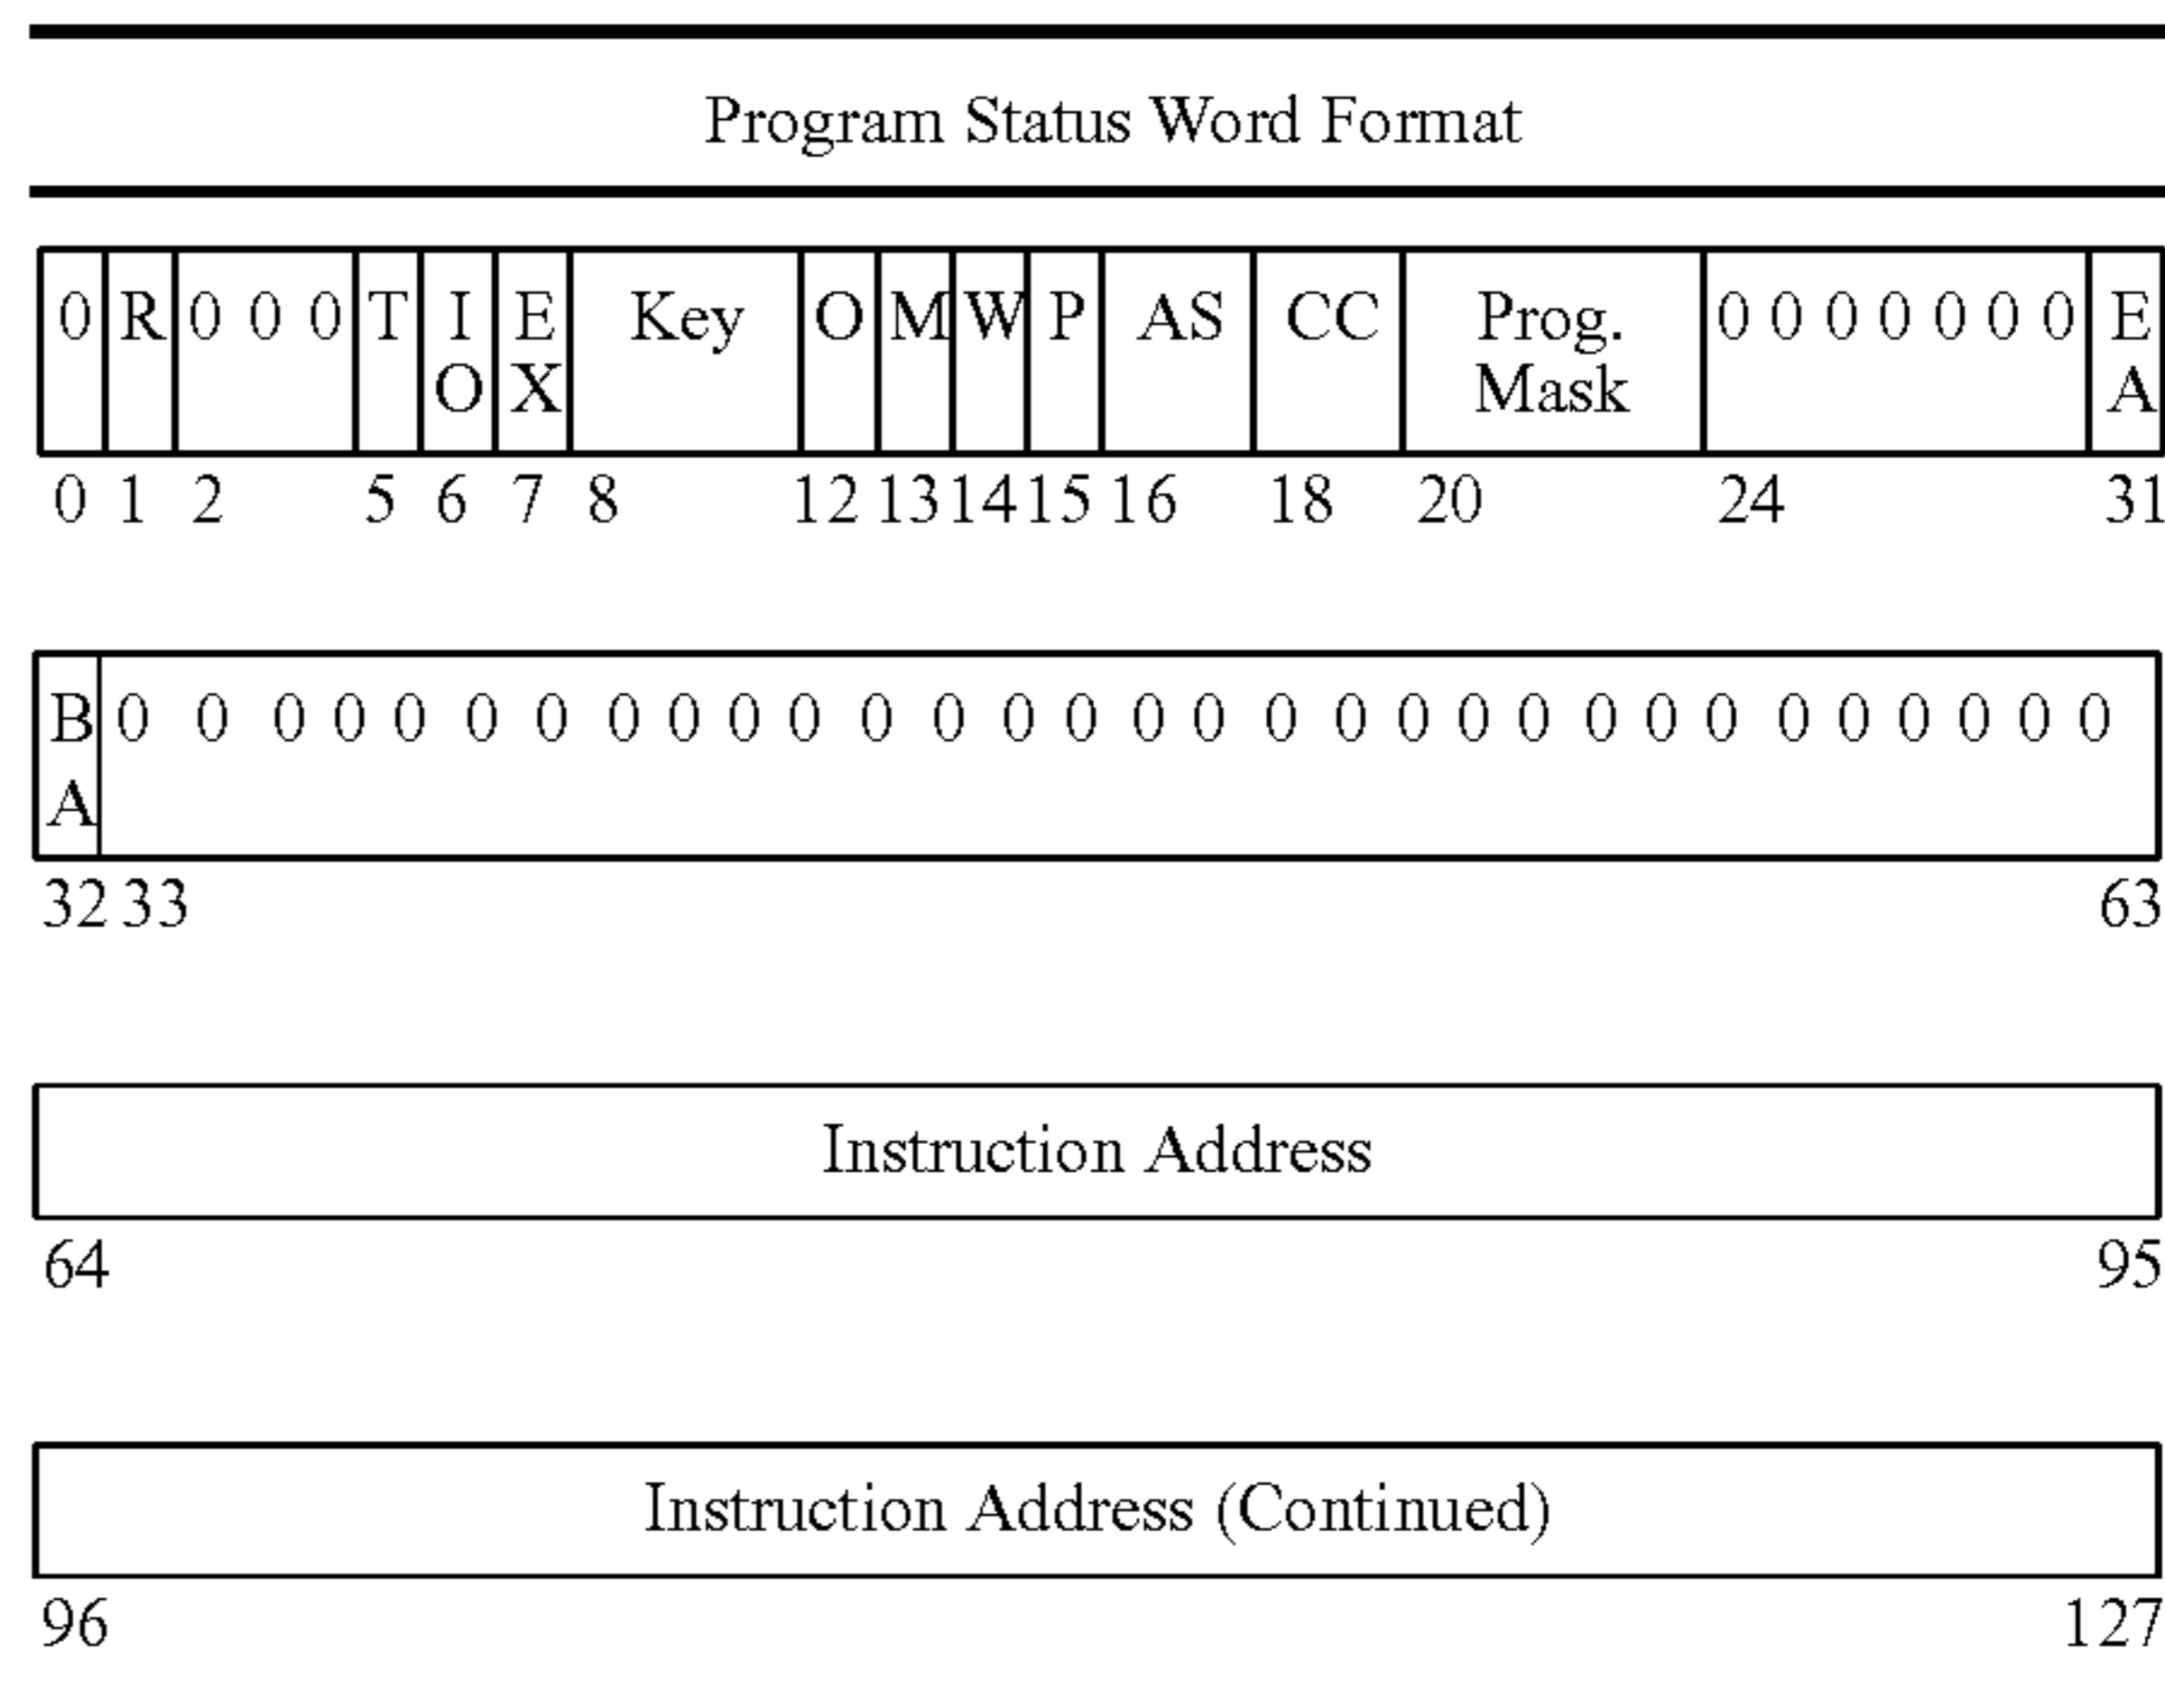 Program Status Word Format
0 R 0 0 0 T I E Key O M W P AS CC Prog. 0 0 0 0 0 0 0 E
O X Mask A
0 1 2 5 6 7 8 12 13 14 15 16 18 20 24 31
B 0 0 0 0 0 0 0 0 0 0 0 0 0 0 0 0 0 0 0 0 0 0 0 0 0 0 0 0 0 0 0
A
32 33 63
Instruction Address
64 95
Instruction Address (Continued)
96 127